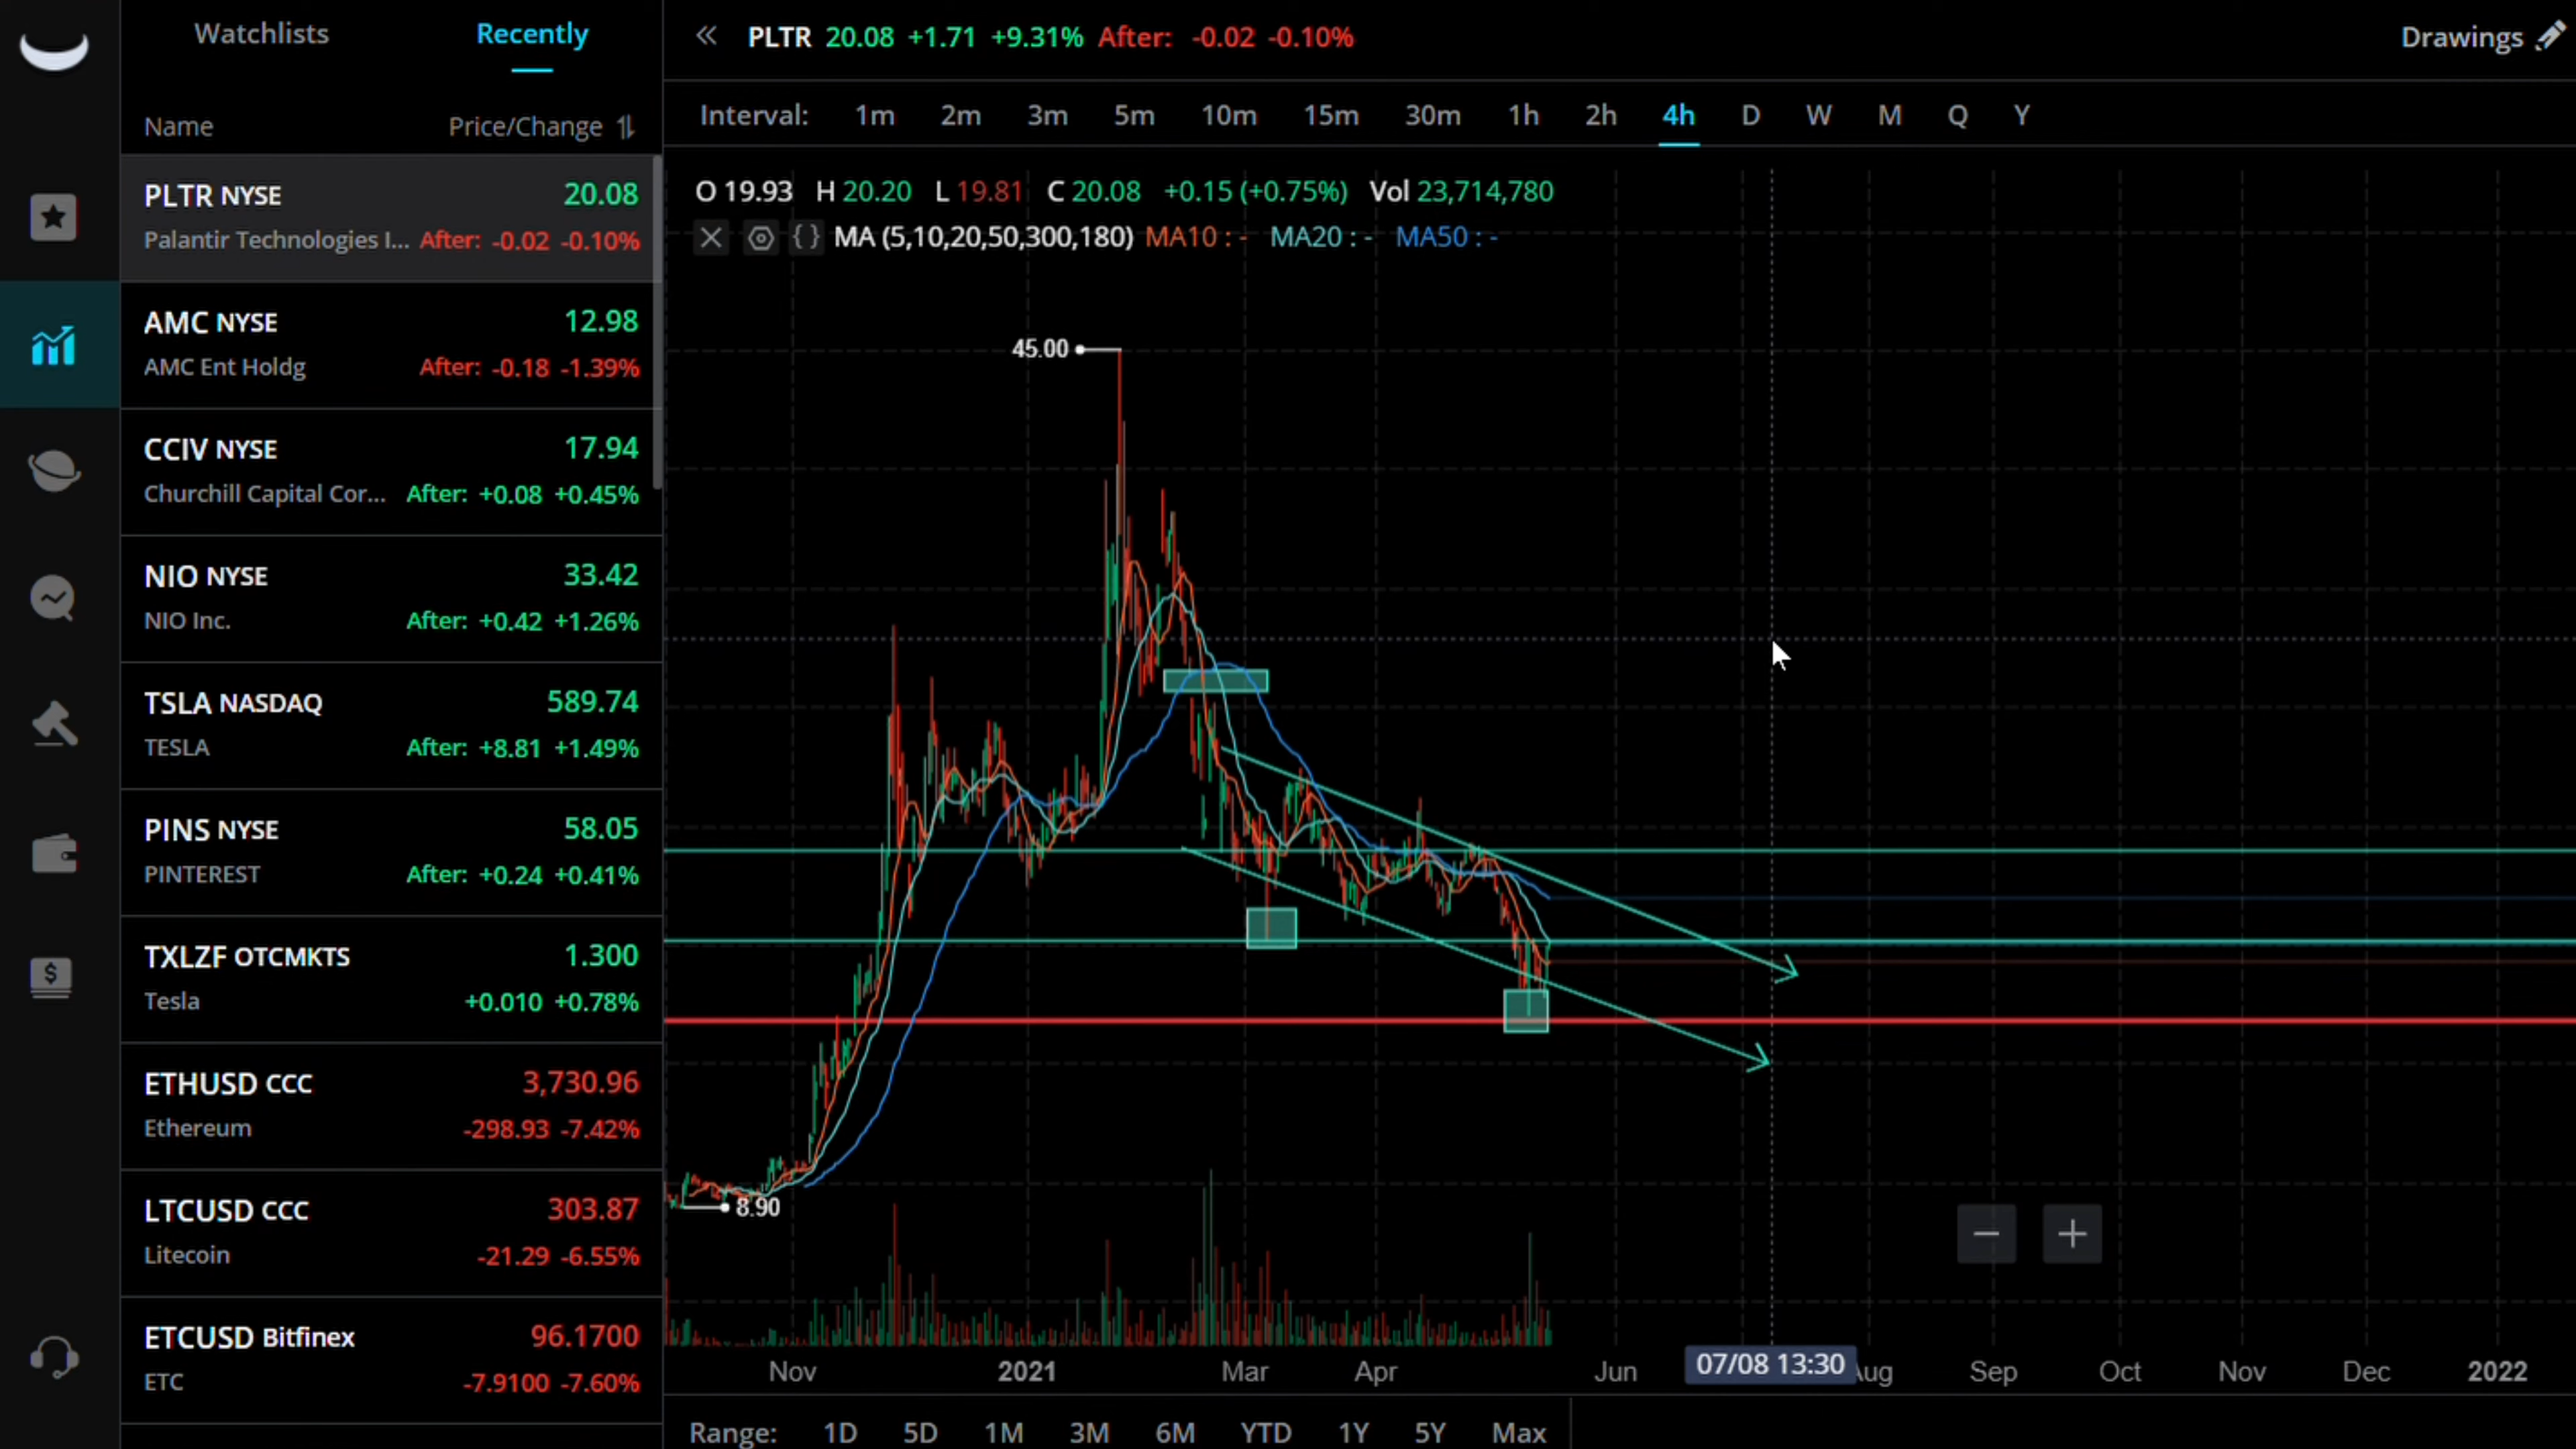 Watchlists Recently
Name Price/Change
PLTR NYSE 20.08
Palantir Technologies I... After: -0.02 -0.10%
AMC NYSE 12.98
AMC Ent Holdg After: -0.18 -1.39%
CCIV NYSE 17.94
Churchill Capital Cor... After: +0.08 +0.45%
NIO NYSE 33.42
NIO Inc. After: +0.42 +1.26%
TSLA NASDAQ 589.74
TESLA After: +8.81 +1.49%
PINS NYSE 58.05
PINTEREST After: +0.24 +0.41%
TXLZF OTCMKTS 1.300
Tesla +0.010 +0.78%
ETHUSD CCC 3,730.96
Ethereum -298.93 -7.42%
LTCUSD CCC 303.87
Litecoin -21.29 -6.55%
ETCUSD Bitfinex 96.1700
ETC -7.9100 -7.60%
PLTR 20.08 +1.71 +9.31% After: -0.02 -0.10% Drawings
Interval: 1m 2m 3m 5m 10m 15m 30m 1h 2h 4h D W M Q Y
O 19.93 H 20.20 L 19.81 C 20.08 +0.15 (+0.75%) Vol 23,714,780
MA (5,10,20,50,300,180) MA10 : - MA20 : - MA50 : -
45.00
8.90
Nov 2021 Mar Apr Jun 07/08 13:30 Aug Sep Oct Nov Dec 2022
Range: 1D 5D 1M 3M 6M YTD 1Y 5Y Max